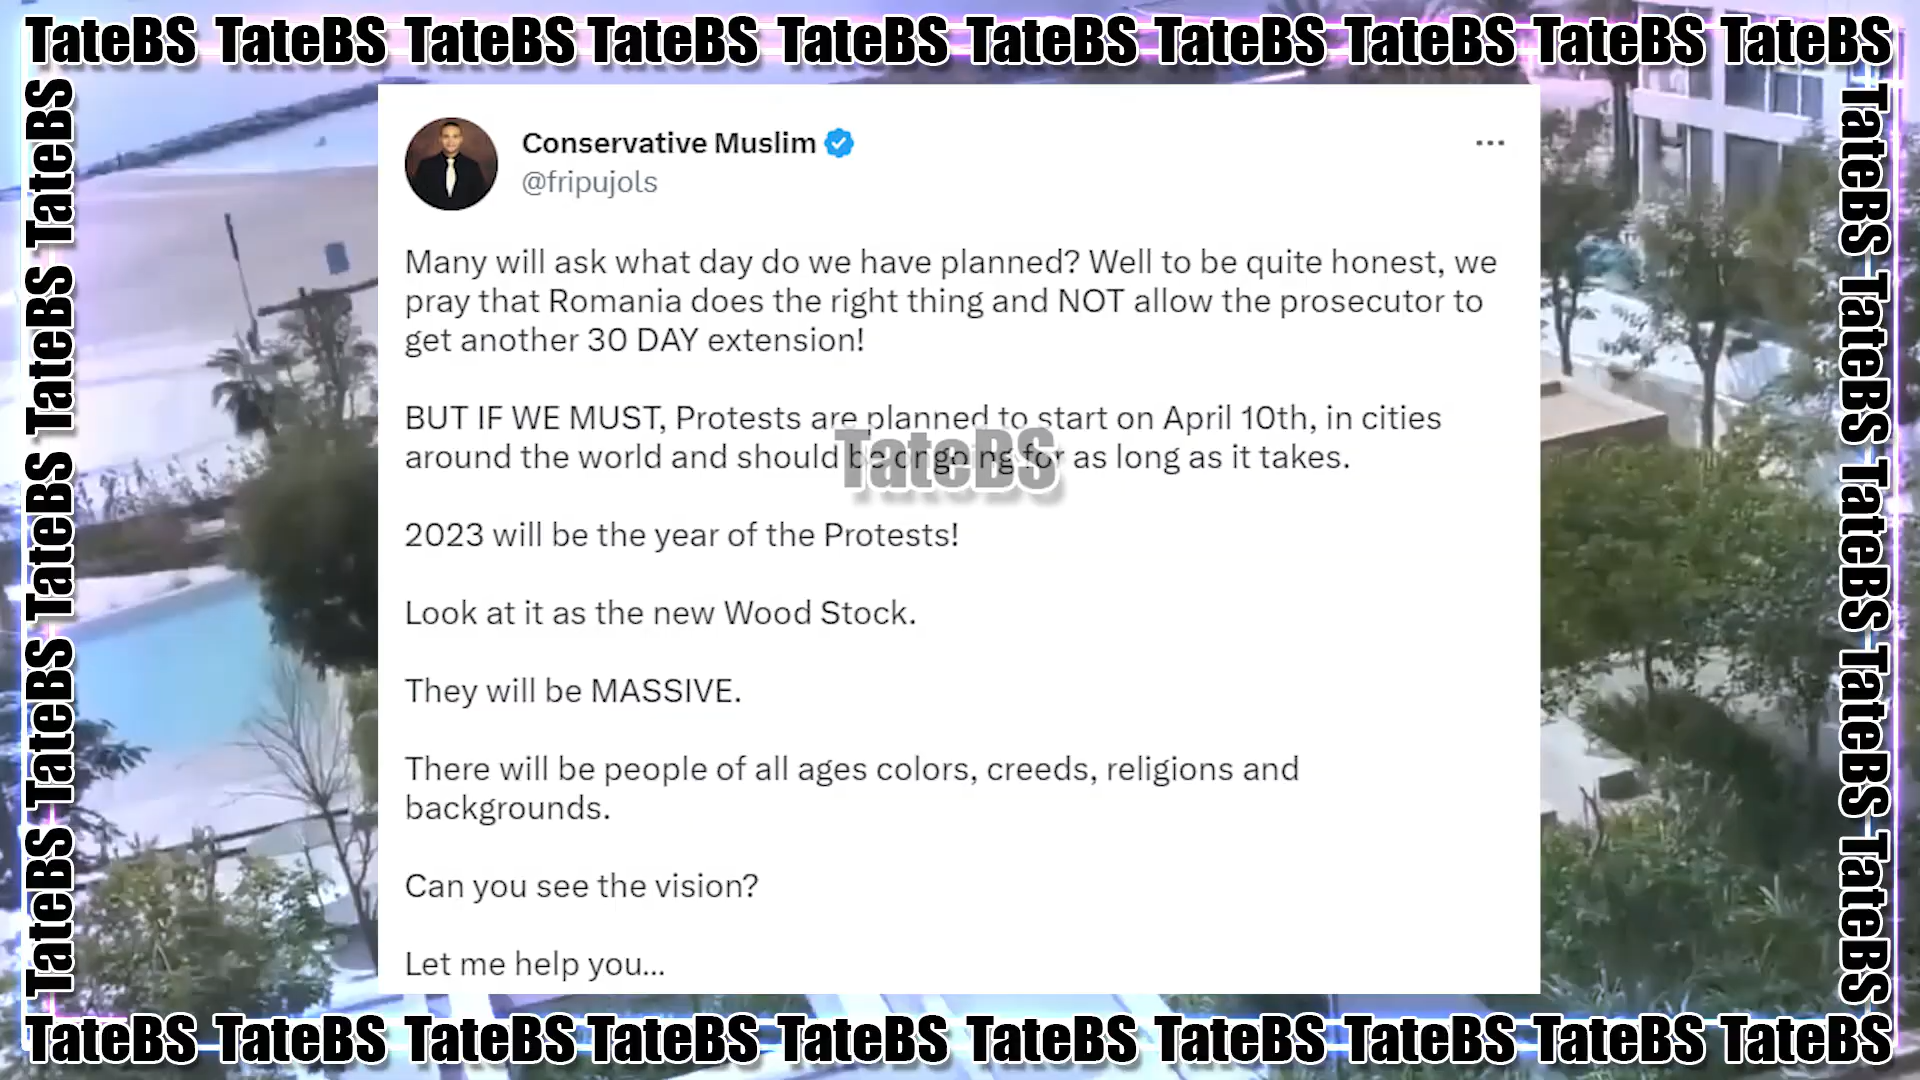 TateBS TateBS TateBS TateBS TateBS TateBS TateBS TateBS TateBS TateBS
TateBS TateBS TateBS TateBS TateBS
Conservative Muslim
@fripujols
Many will ask what day do we have planned? Well to be quite honest, we
pray that Romania does the right thing and NOT allow the prosecutor to
get another 30 DAY extension!
BUT IF WE MUST, Protests are planned to start on April 10th, in cities
around the world and should be ongoing for as long as it takes.
TateBS
2023 will be the year of the Protests!
Look at it as the new Wood Stock.
They will be MASSIVE.
There will be people of all ages colors, creeds, religions and
backgrounds.
Can you see the vision?
Let me help you...
TateBS TateBS TateBS TateBS TateBS
TateBS TateBS TateBS TateBS TateBS TateBS TateBS TateBS TateBS TateBS